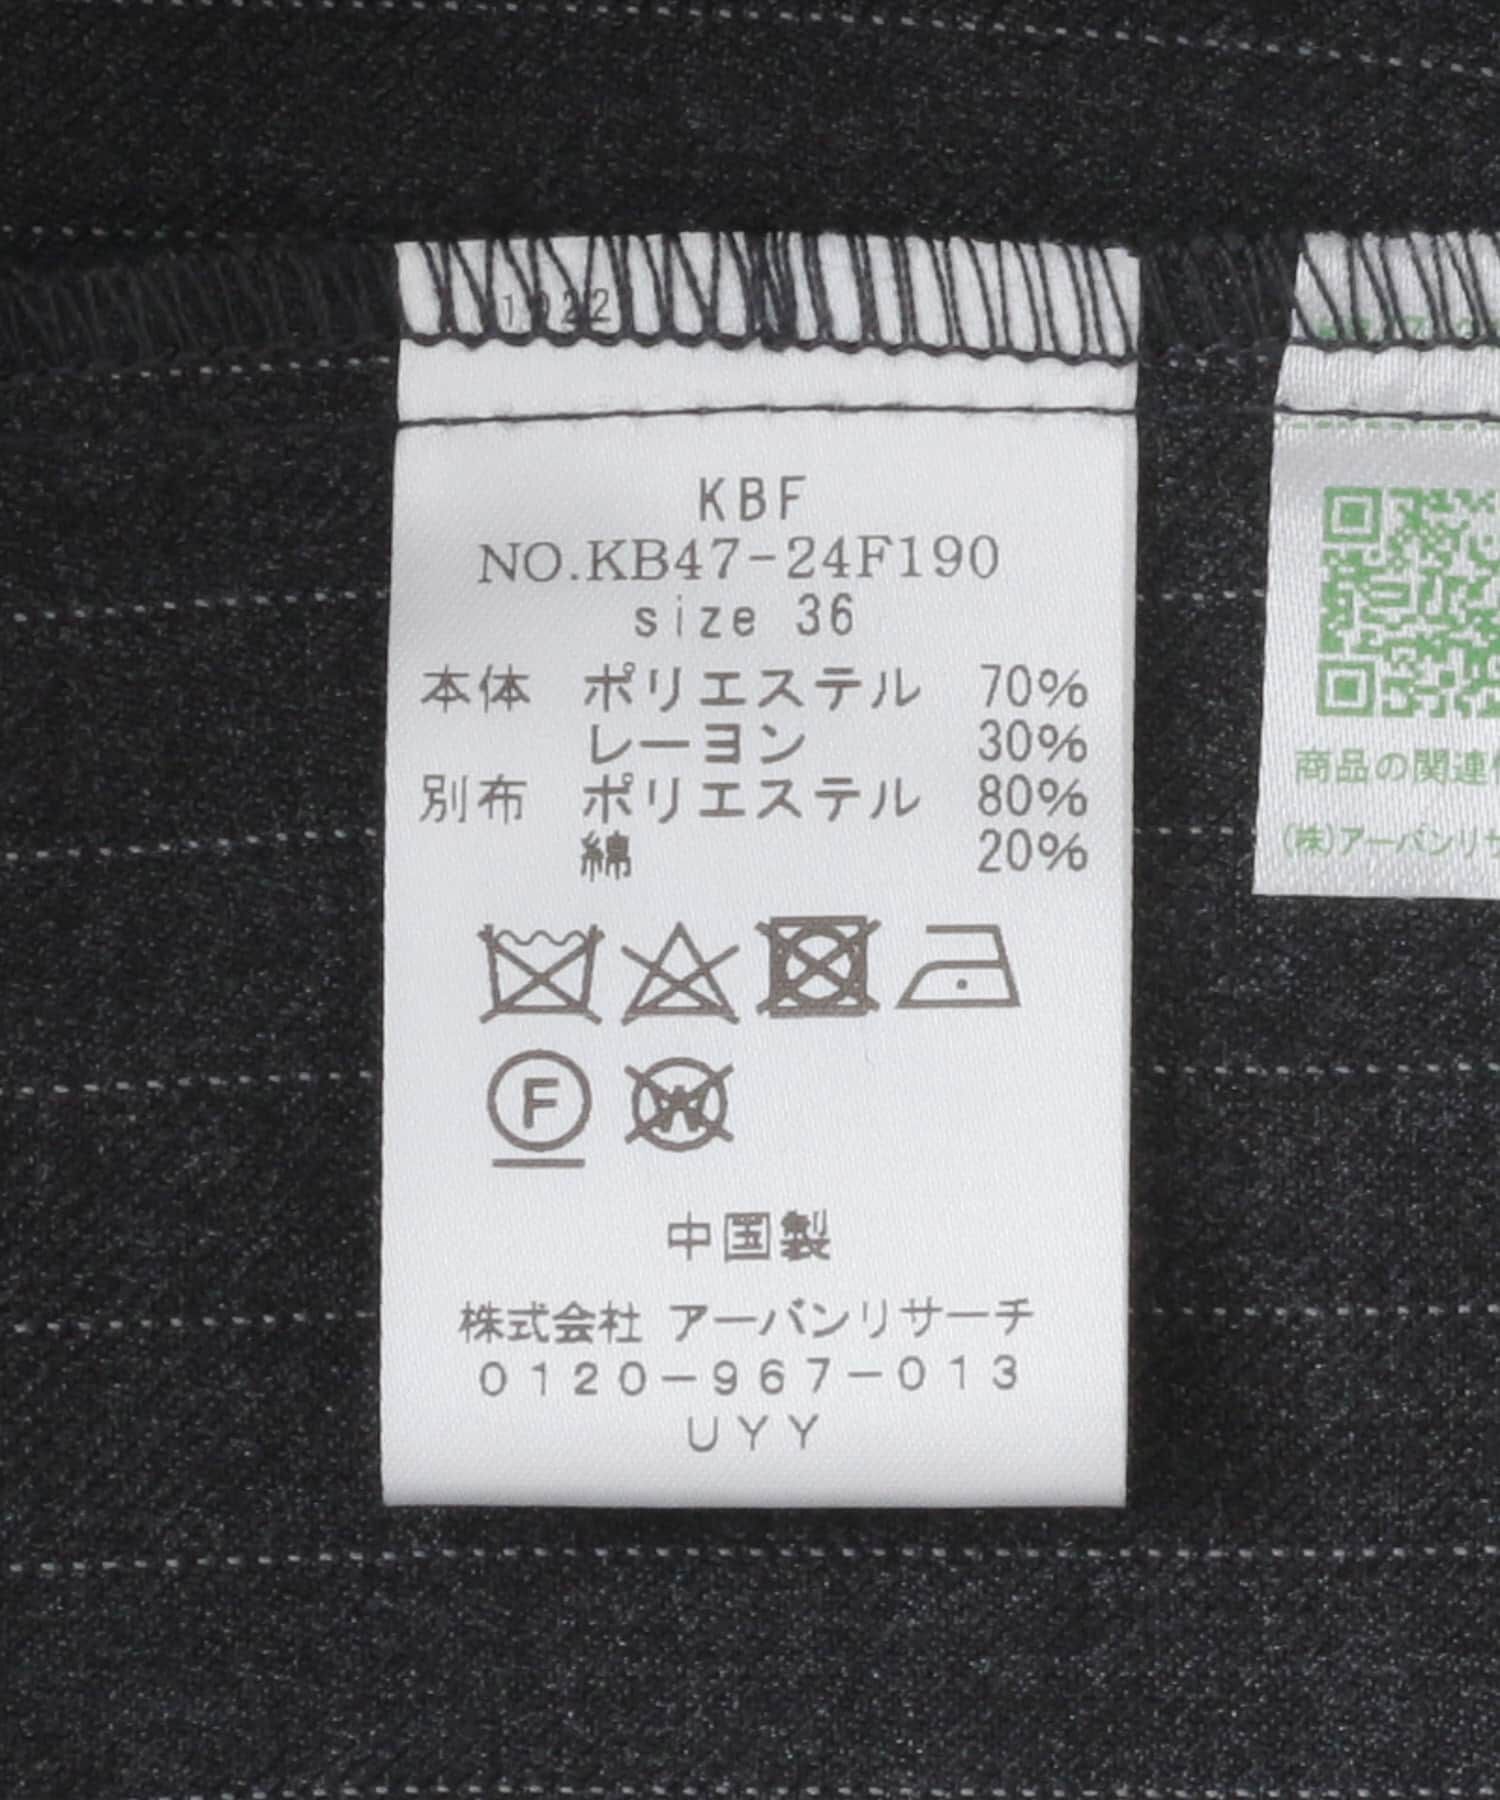 KBF
NO.KB47-24F190
size 36
本体 ポリエステル 70%
レーヨン 30%
別布 ポリエステル 80%
綿 20%
F
W
中国製
株式会社 アーバンリサーチ
0120-967-013
UYY
商品の関連
(株)アーバンリサ